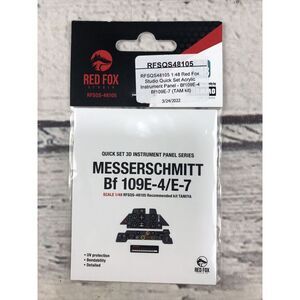 RED FOX
STUDIO
RFSQS-48105
RFSQS48105
RFSQS48105 1:48 Red Fox
Studio Quick Set Acrylic
Instrument Panel - Bf109E-4
Bf109E-7 (TAM kit)
3/24/2022
QUICK SET 3D INSTRUMENT PANEL SERIES
MESSERSCHMITT
Bf 109E-4/E-7
SCALE 1/48 RFSQS-48105 Recommended kit TAMIYA
• UV protection
• Bendability
• Detailed
RED FOX
STUDIO